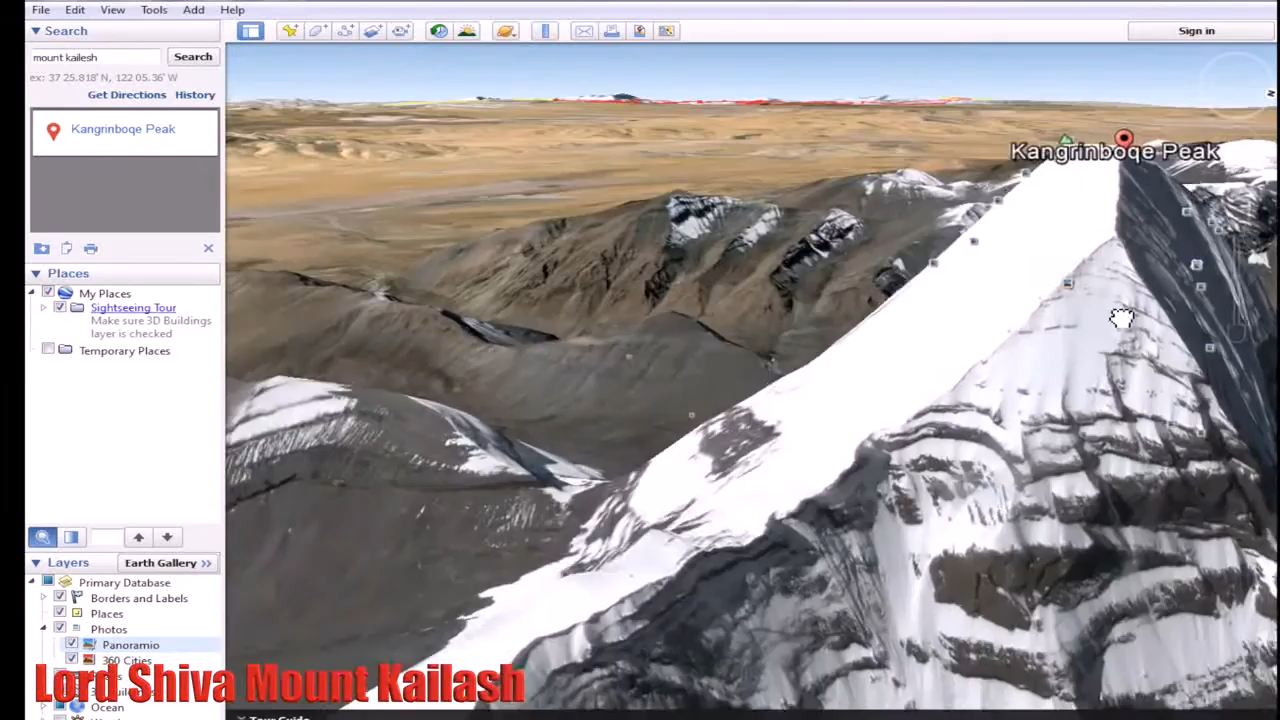 File Edit View Tools Add Help
Search
Sign in
mount kailesh
Search
ex: 37 25.818' N, 122 05.36' W
Get Directions History
Kangrinboqe Peak
Kangrinboqe Peak
Places
My Places
Sightseeing Tour
Make sure 3D Buildings
layer is checked
Temporary Places
Layers
Earth Gallery >>
Primary Database
Borders and Labels
Places
Photos
Panoramio
360 Cities
Lord Shiva Mount Kailash
Ocean
Tour Guide